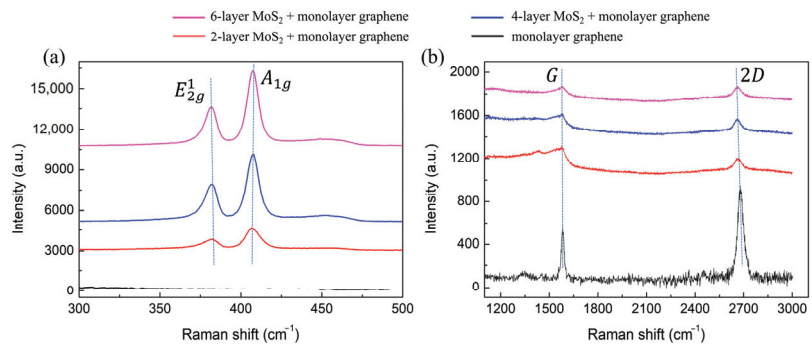 6-layer MoS₂ + monolayer graphene
4-layer MoS₂ + monolayer graphene
2-layer MoS₂ + monolayer graphene
monolayer graphene
(a)
E¹₂g
A₁g
15,000
12,000
9000
6000
3000
0
Intensity (a.u.)
300 350 400 450 500
Raman shift (cm⁻¹)
(b)
G
2D
2000
1600
1200
800
400
0
Intensity (a.u.)
1200 1500 1800 2100 2400 2700 3000
Raman shift (cm⁻¹)